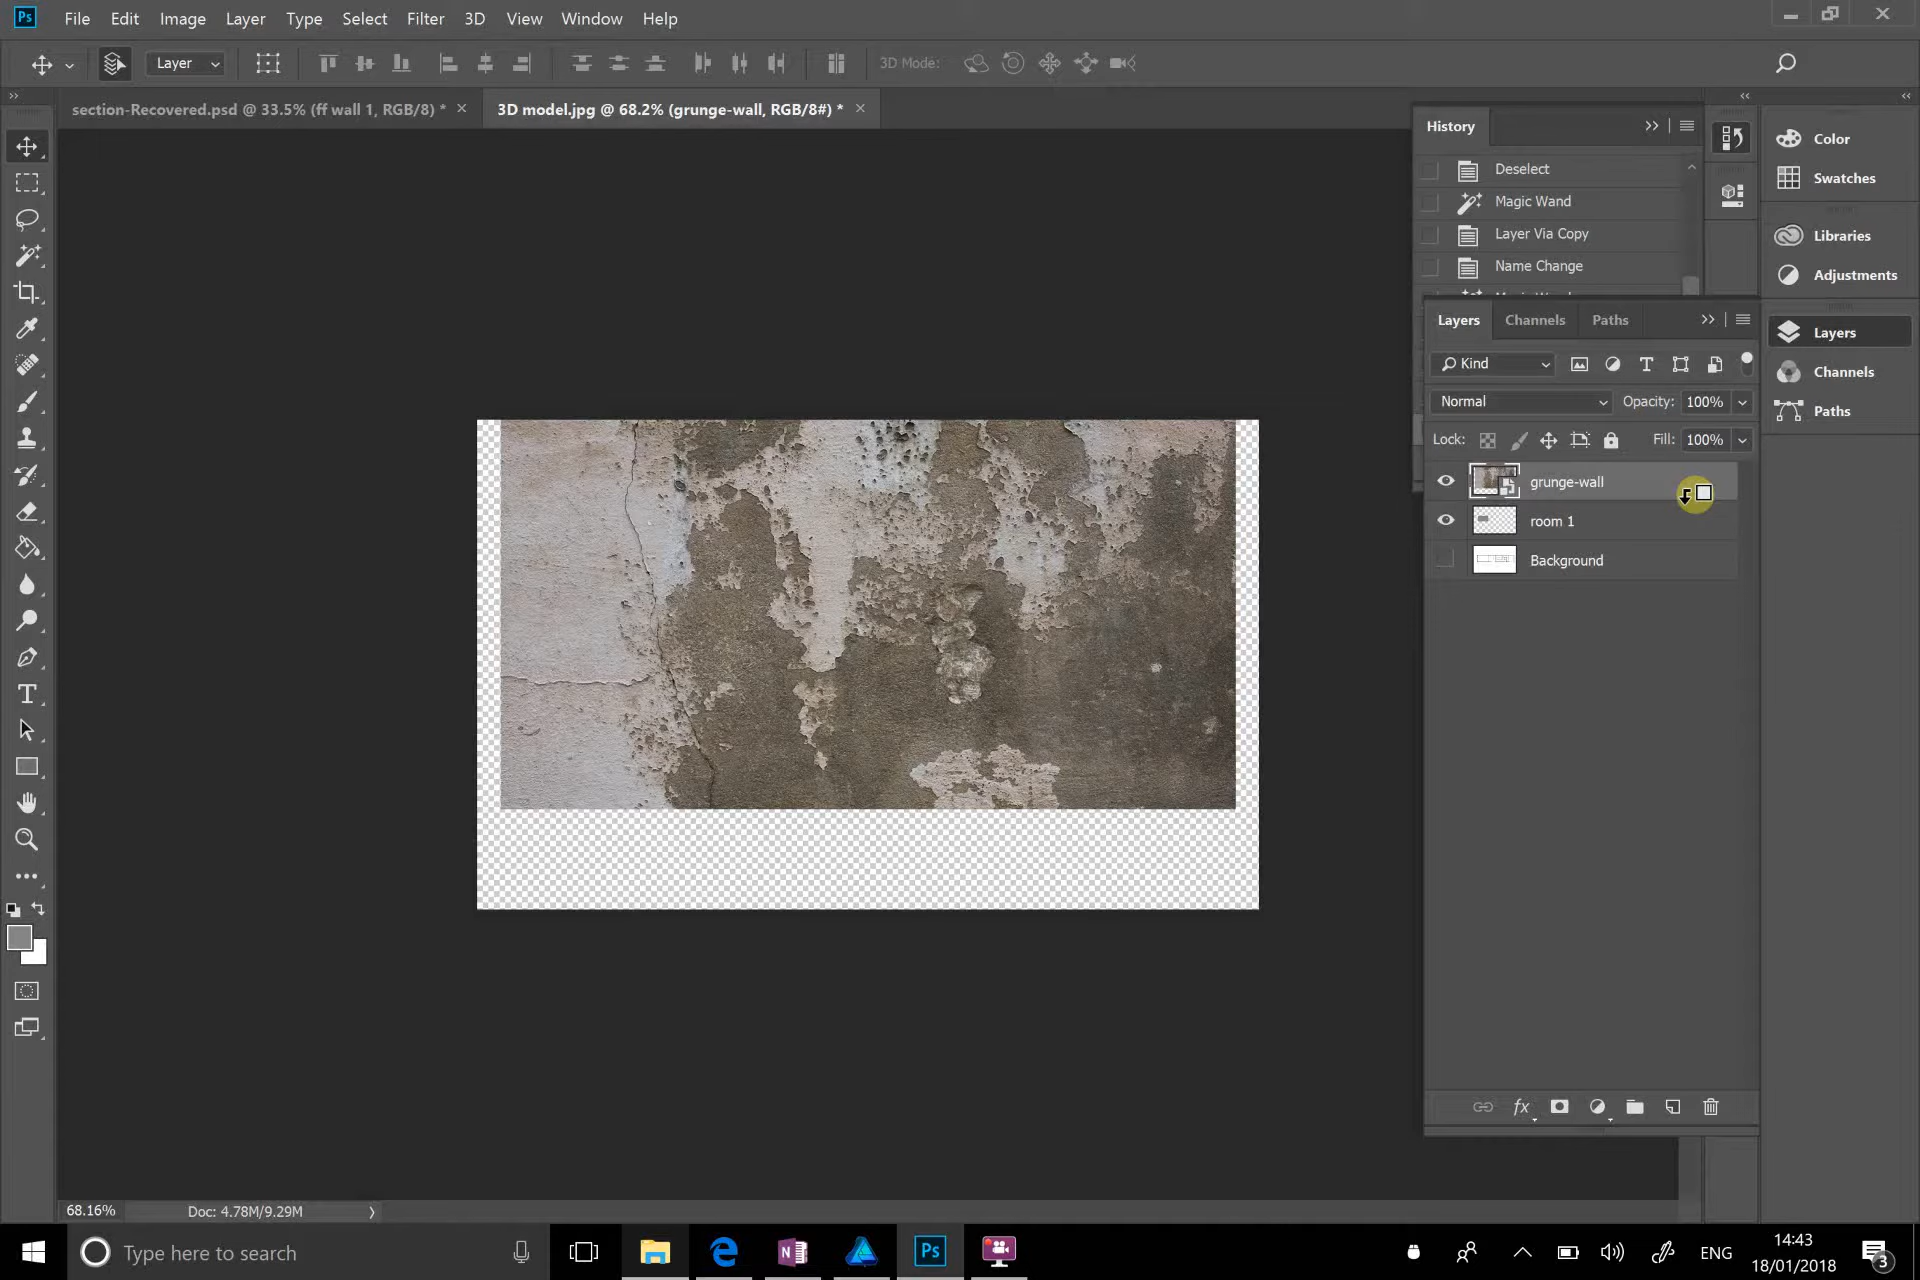 Ps File Edit Image Layer Type Select Filter 3D View Window Help
Layer 3D Mode:
section-Recovered.psd @ 33.5% (ff wall 1, RGB/8) *
3D model.jpg @ 68.2% (grunge-wall, RGB/8#) *
History
Deselect
Magic Wand
Layer Via Copy
Name Change
Layers Channels Paths
Kind
Normal Opacity: 100%
Lock: Fill: 100%
grunge-wall
room 1
Background
fx
Color
Swatches
Libraries
Adjustments
Layers
Channels
Paths
T
68.16% Doc: 4.78M/9.29M
Type here to search
Ps
ENG
14:43
18/01/2018
3